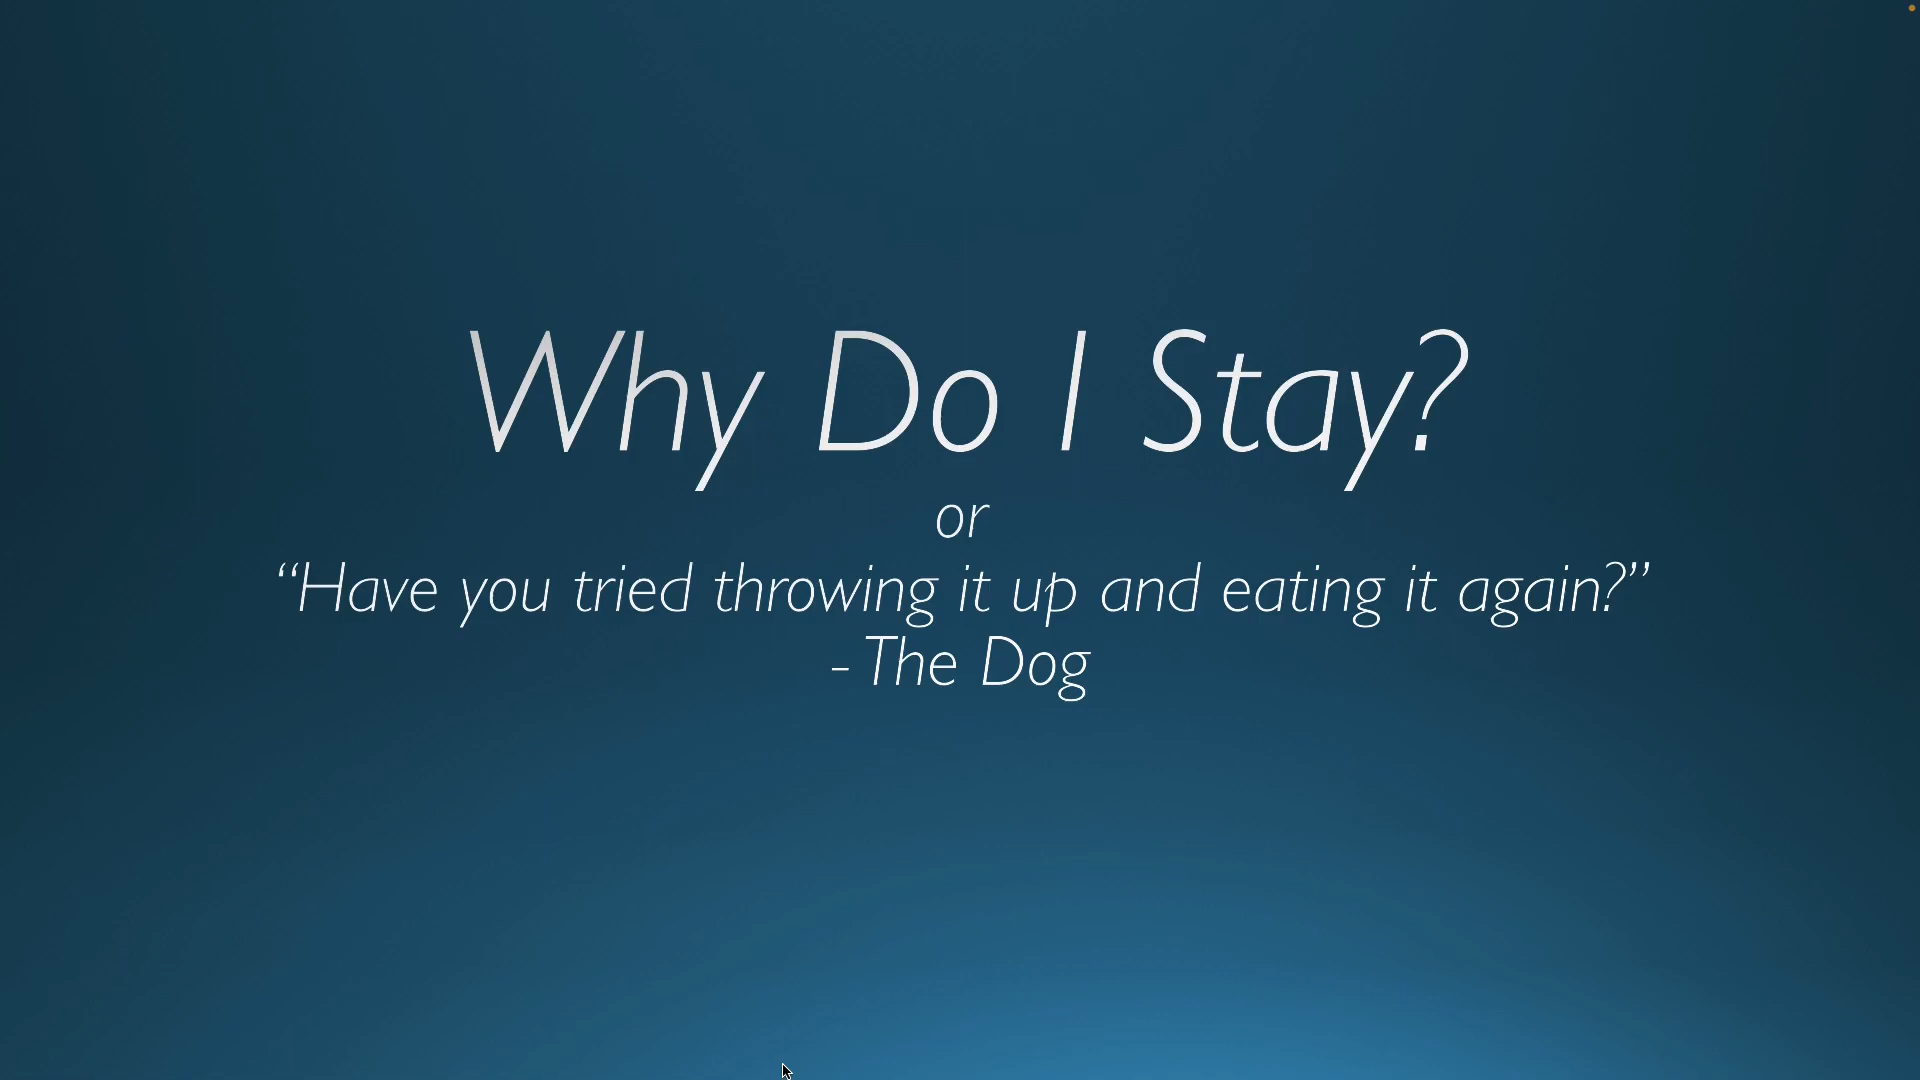 Why Do I Stay?
or
“Have you tried throwing it up and eating it again?”
- The Dog